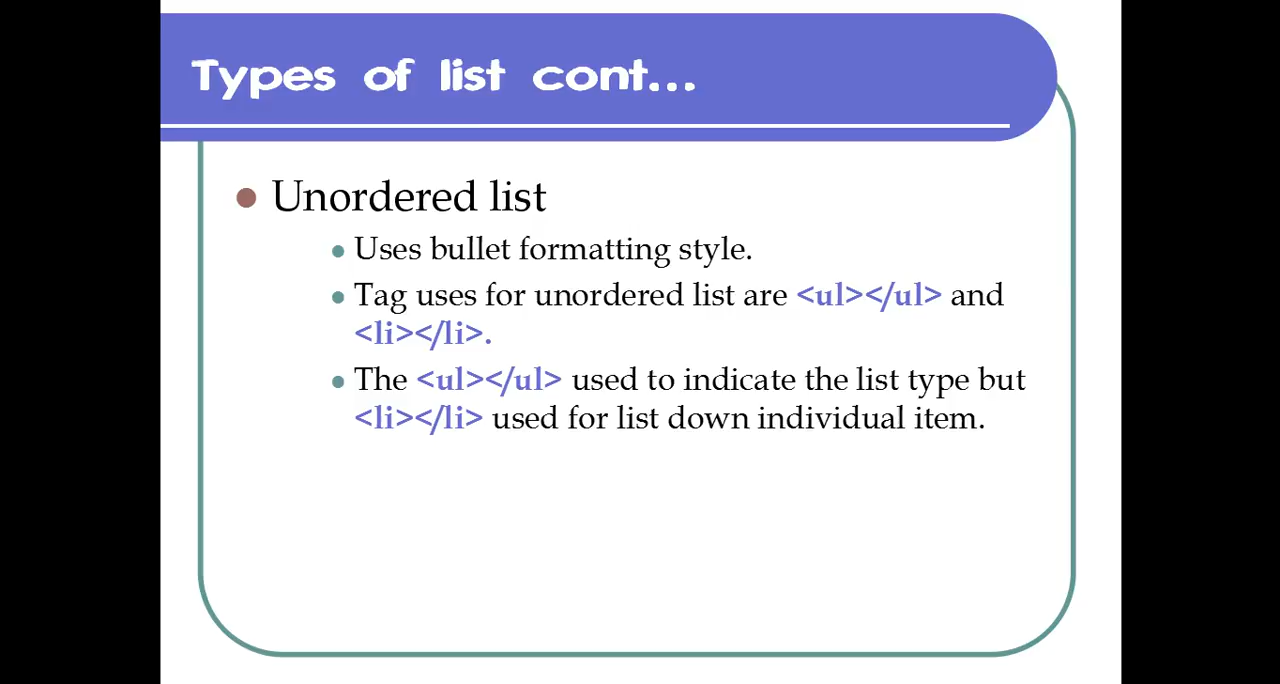 Types of list cont...
Unordered list
Uses bullet formatting style.
Tag uses for unordered list are <ul></ul> and
<li></li>.
The <ul></ul> used to indicate the list type but
<li></li> used for list down individual item.